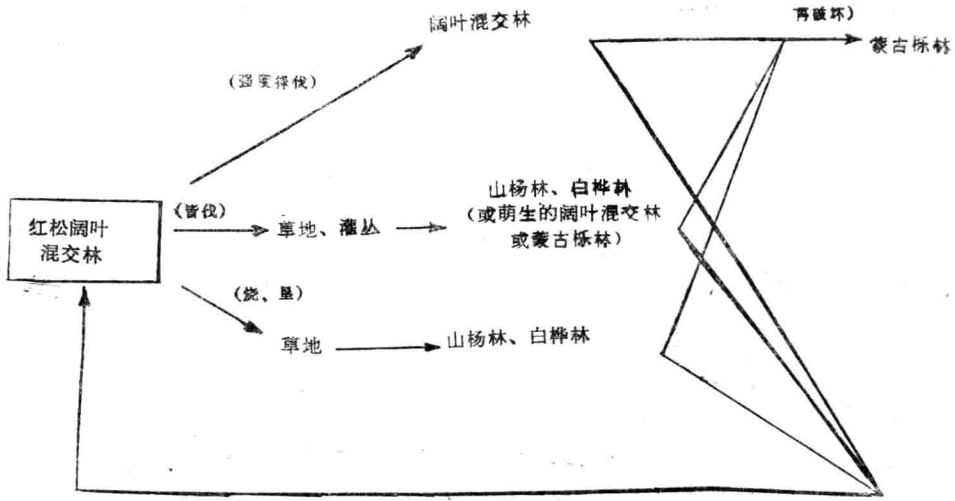 阔叶混交林
再破坏)
蒙古栎林
(强度择伐)
山杨林、白桦林
(或萌生的阔叶混交林
或蒙古栎林)
(皆伐)
草地、灌丛
红松阔叶
混交林
(烧、垦)
草地
山杨林、白桦林